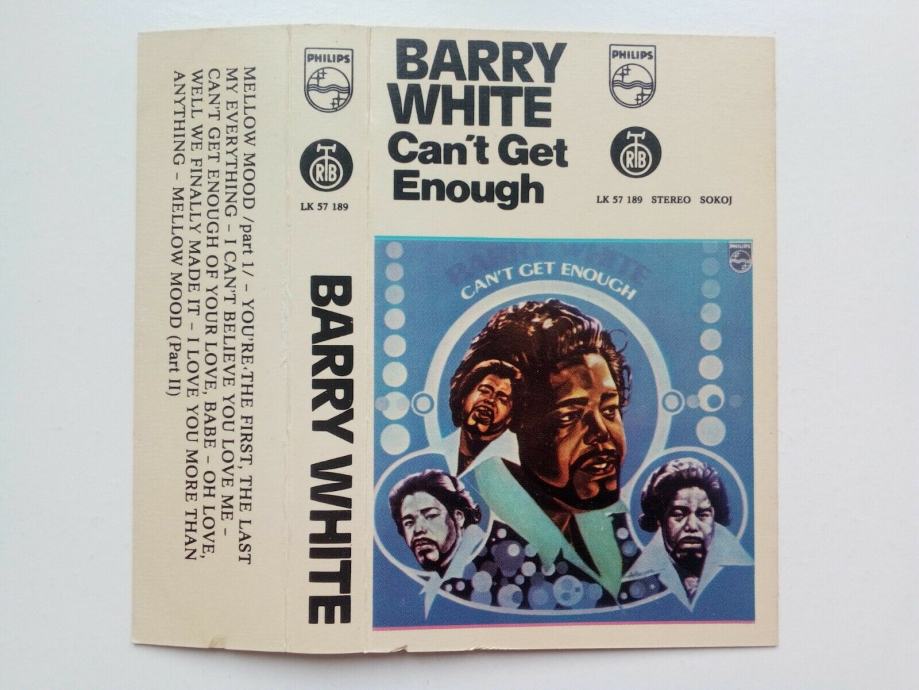 MELLOW MOOD /part 1/ – YOU'RE THE FIRST, THE LAST
MY EVERYTHING – I CAN'T BELIEVE YOU LOVE ME –
CAN'T GET ENOUGH OF YOUR LOVE, BABE – OH LOVE,
WELL WE FINALLY MADE IT – I LOVE YOU MORE THAN
ANYTHING – MELLOW MOOD (Part II)
PHILIPS
RTB
LK 57 189
BARRY WHITE
BARRY
WHITE
Can't Get
Enough
PHILIPS
RTB
LK 57 189 STEREO SOKOJ
PHILIPS
BARRY WHITE
CAN'T GET ENOUGH